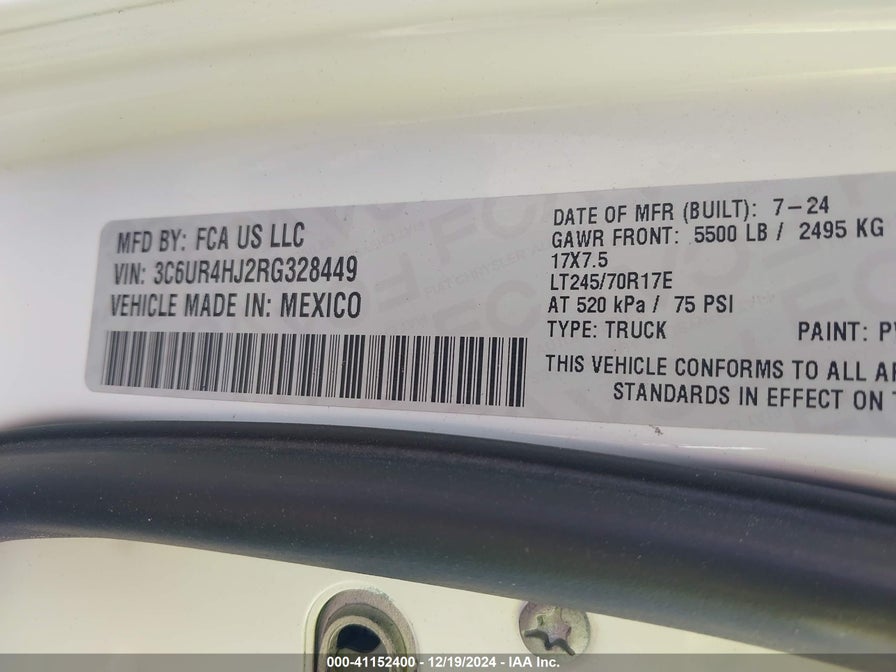 MFD BY: FCA US LLC
VIN: 3C6UR4HJ2RG328449
VEHICLE MADE IN: MEXICO
DATE OF MFR (BUILT): 7-24
GAWR FRONT: 5500 LB / 2495 KG
17X7.5
LT245/70R17E
AT 520 kPa / 75 PSI
TYPE: TRUCK PAINT:
THIS VEHICLE CONFORMS TO ALL
STANDARDS IN EFFECT ON
000-41152400 - 12/19/2024 - IAA Inc.